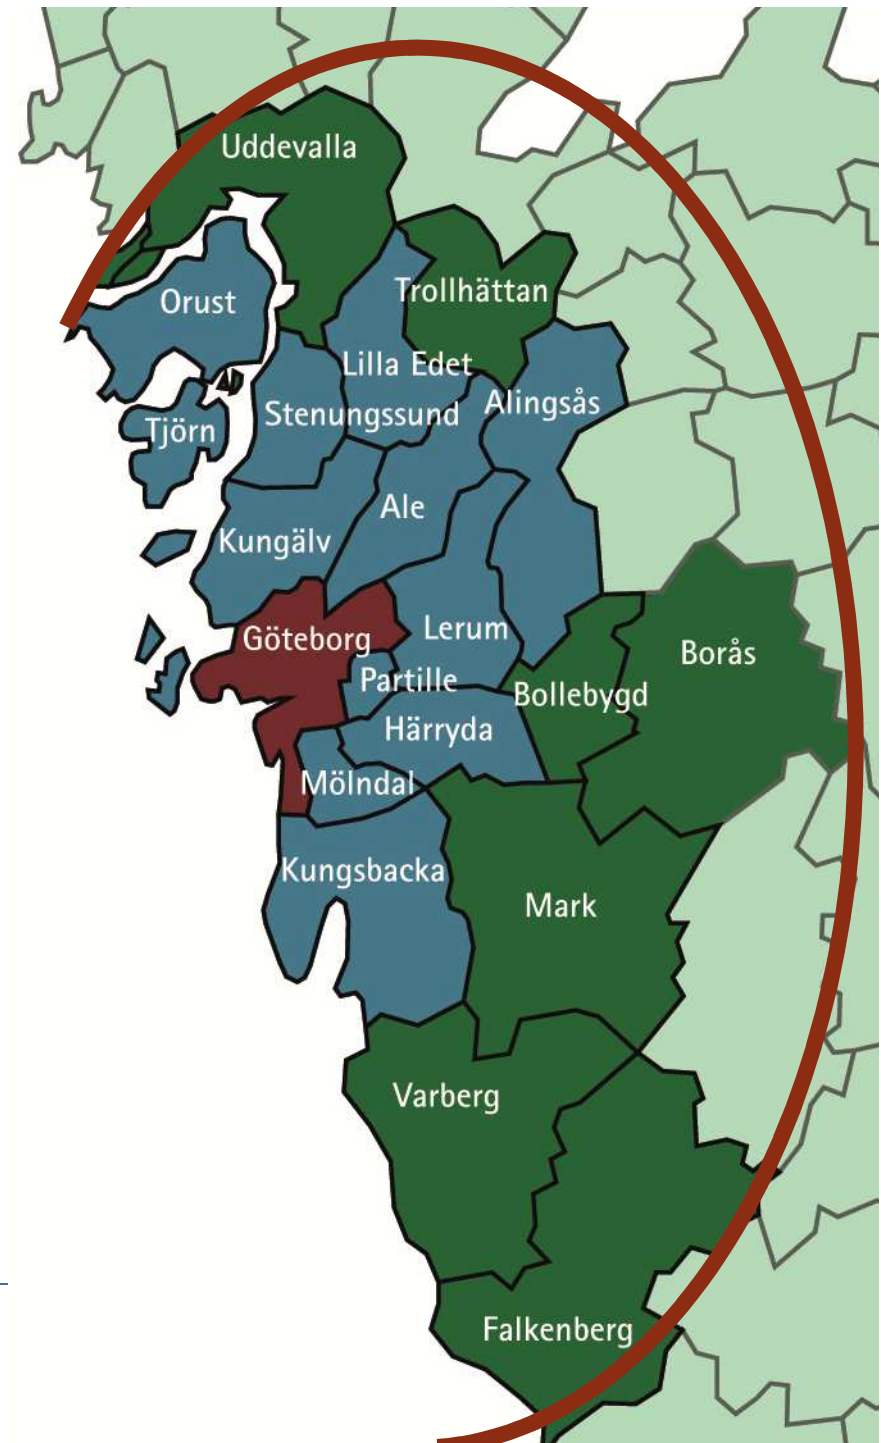 Uddevalla
Trollhättan
Orust
Lilla Edet
Alingsås
Stenungssund
Tjörn
Ale
Kungälv
Lerum
Göteborg
Borås
Partille
Bollebygd
Härryda
Mölndal
Kungsbacka
Mark
Varberg
Falkenberg